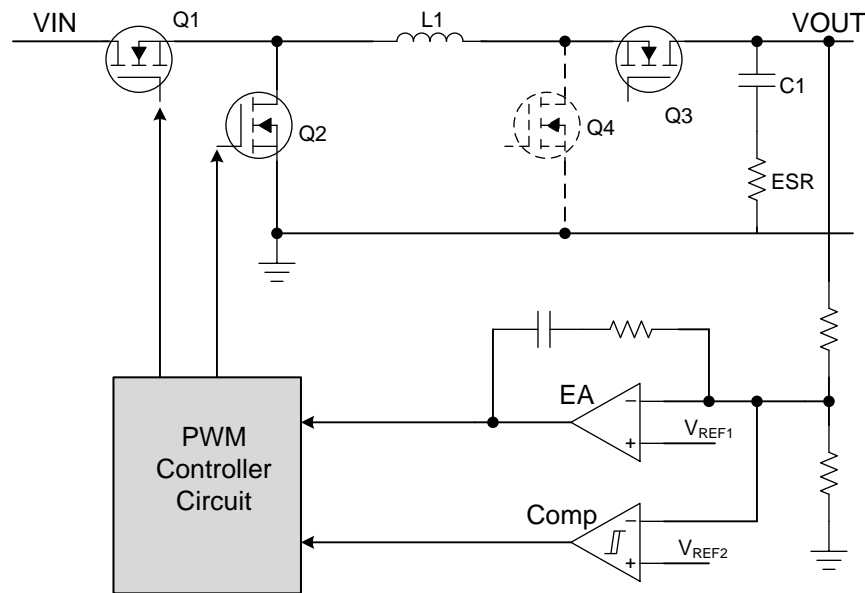 VIN
Q1
L1
VOUT
Q2
Q4
Q3
C1
ESR
EA
VREF1
PWM
Controller
Circuit
Comp
VREF2